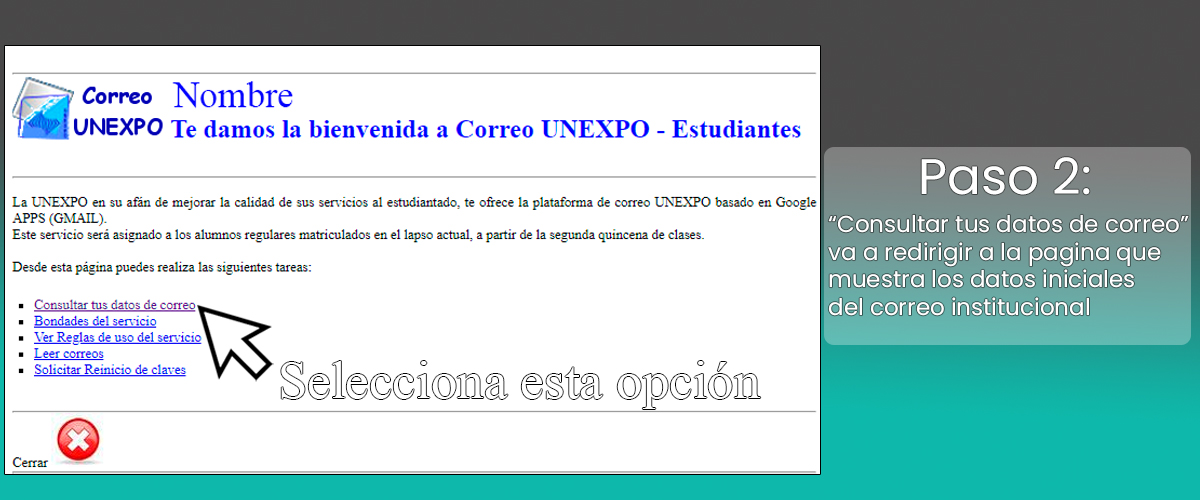 Correo
UNEXPO
Nombre
Te damos la bienvenida a Correo UNEXPO - Estudiantes
La UNEXPO en su afán de mejorar la calidad de sus servicios al estudiantado, te ofrece la plataforma de correo UNEXPO basado en Google
APPS (GMAIL).
Este servicio será asignado a los alumnos regulares matriculados en el lapso actual, a partir de la segunda quincena de clases.
Desde esta página puedes realiza las siguientes tareas:
Consultar tus datos de correo
Bondades del servicio
Ver Reglas de uso del servicio
Leer correos
Solicitar Reinicio de claves
Selecciona esta opción
Cerrar
Paso 2:
“Consultar tus datos de correo”
va a redirigir a la pagina que
muestra los datos iniciales
del correo institucional